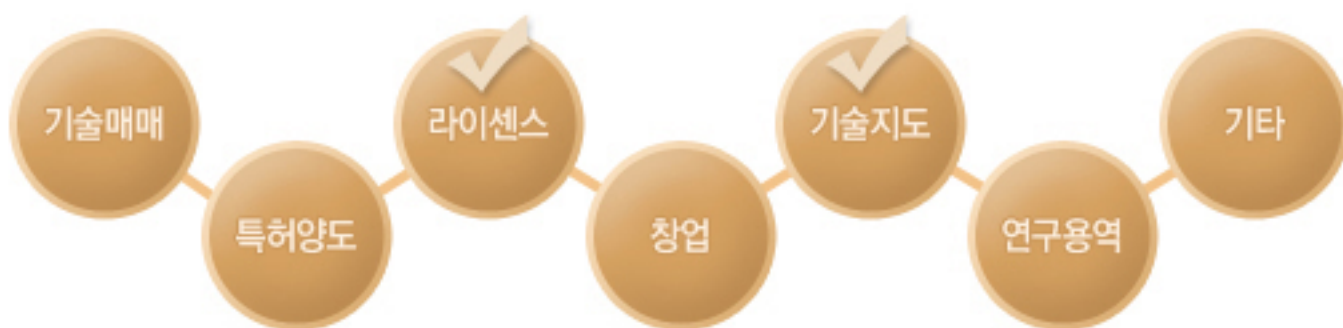 기술매매
특허양도
라이센스
창업
기술지도
연구용역
기타